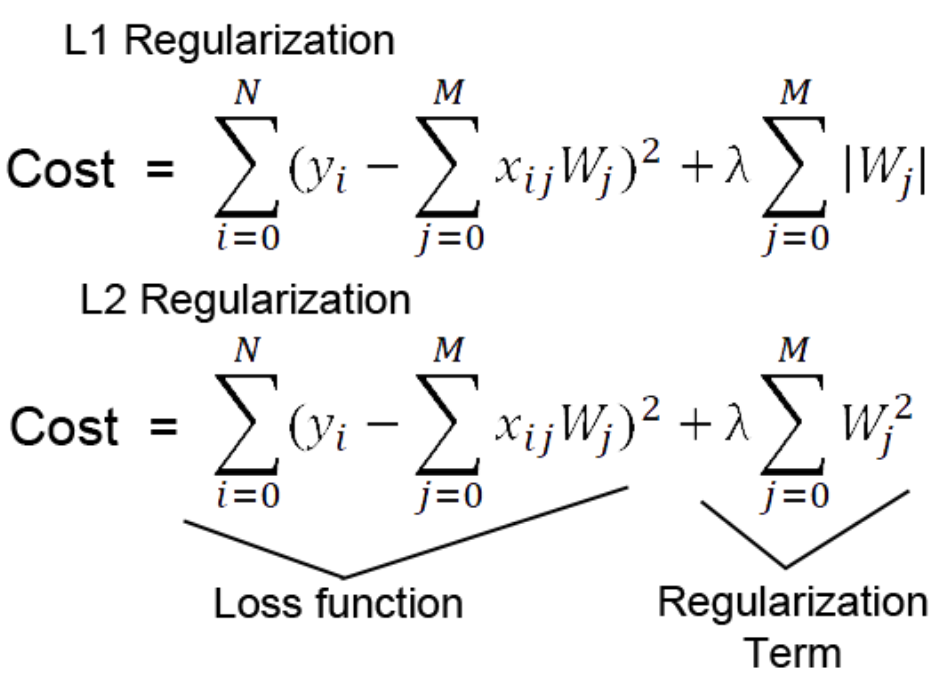 L1 Regularization
Cost = \sum_{i=0}^{N} (y_i - \sum_{j=0}^{M} x_{ij} W_j)^2 + \lambda \sum_{j=0}^{M} |W_j|
L2 Regularization
Cost = \sum_{i=0}^{N} (y_i - \sum_{j=0}^{M} x_{ij} W_j)^2 + \lambda \sum_{j=0}^{M} W_j^2
Loss function
Regularization
Term